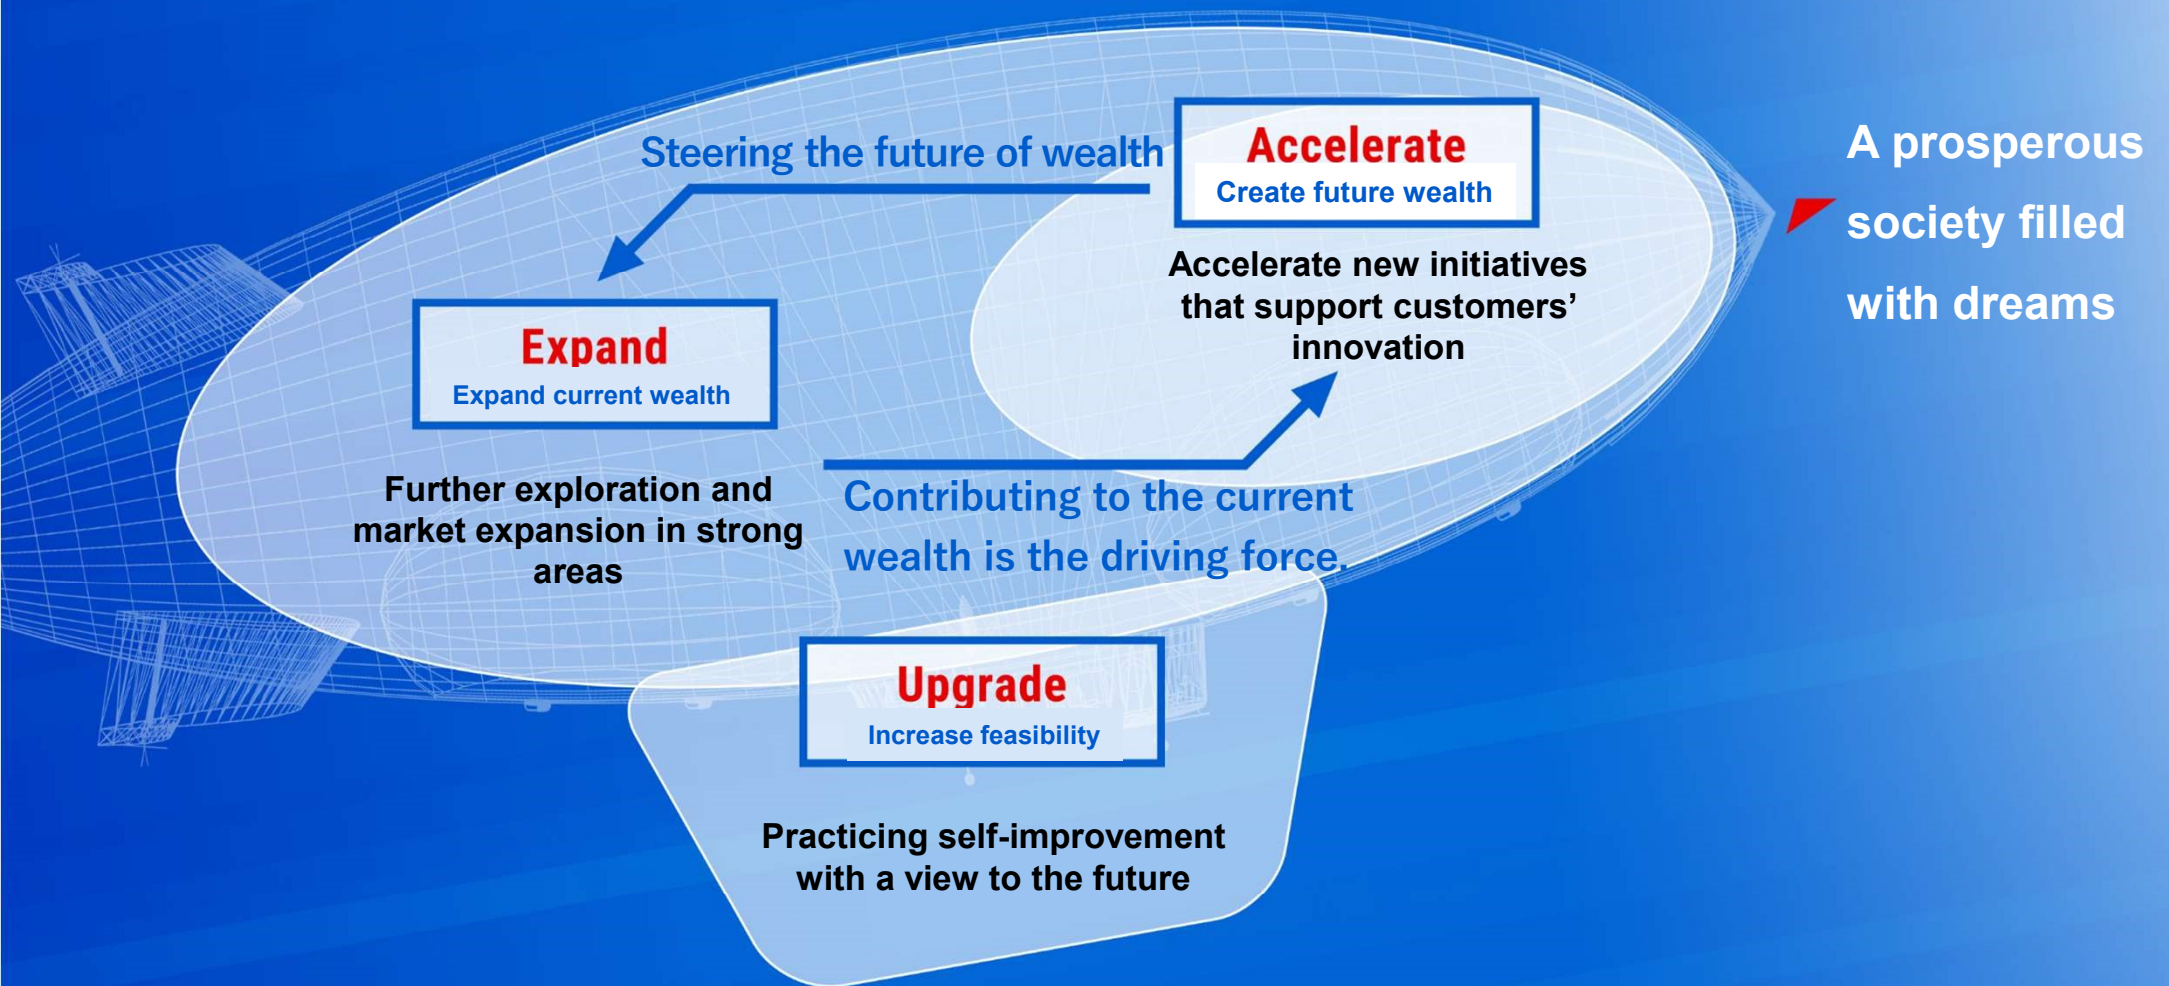 Steering the future of wealth
Accelerate
Create future wealth
Accelerate new initiatives
that support customers’
innovation
A prosperous
society filled
with dreams
Expand
Expand current wealth
Further exploration and
market expansion in strong
areas
Contributing to the current
wealth is the driving force.
Upgrade
Increase feasibility
Practicing self-improvement
with a view to the future